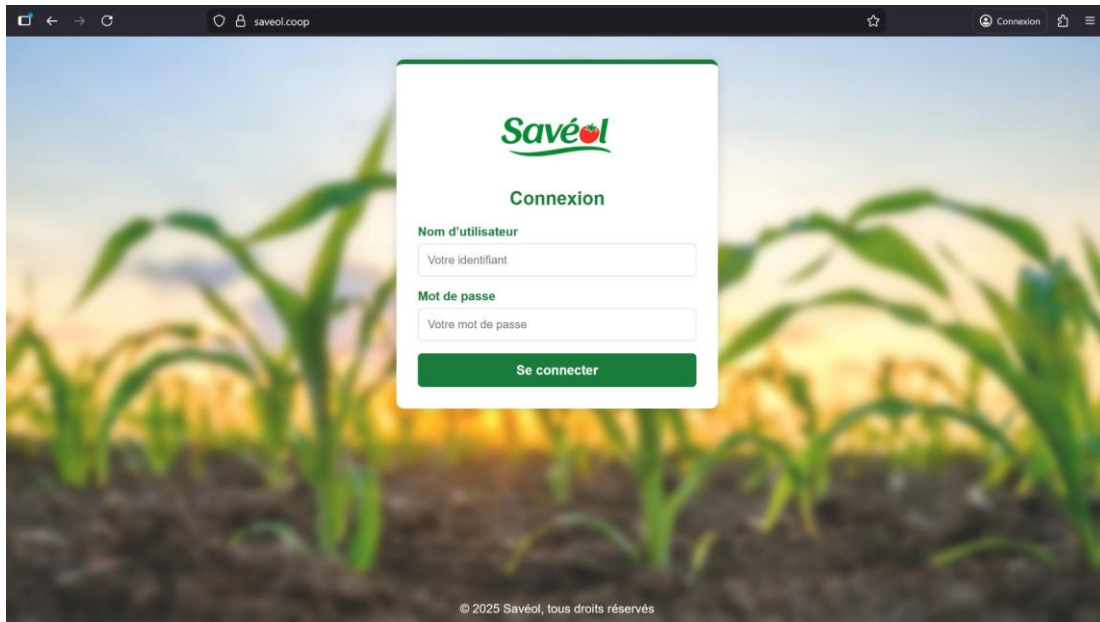 saveol.coop
Connexion
Savéol
Connexion
Nom d'utilisateur
Votre identifiant
Mot de passe
Votre mot de passe
Se connecter
© 2025 Savéol, tous droits réservés